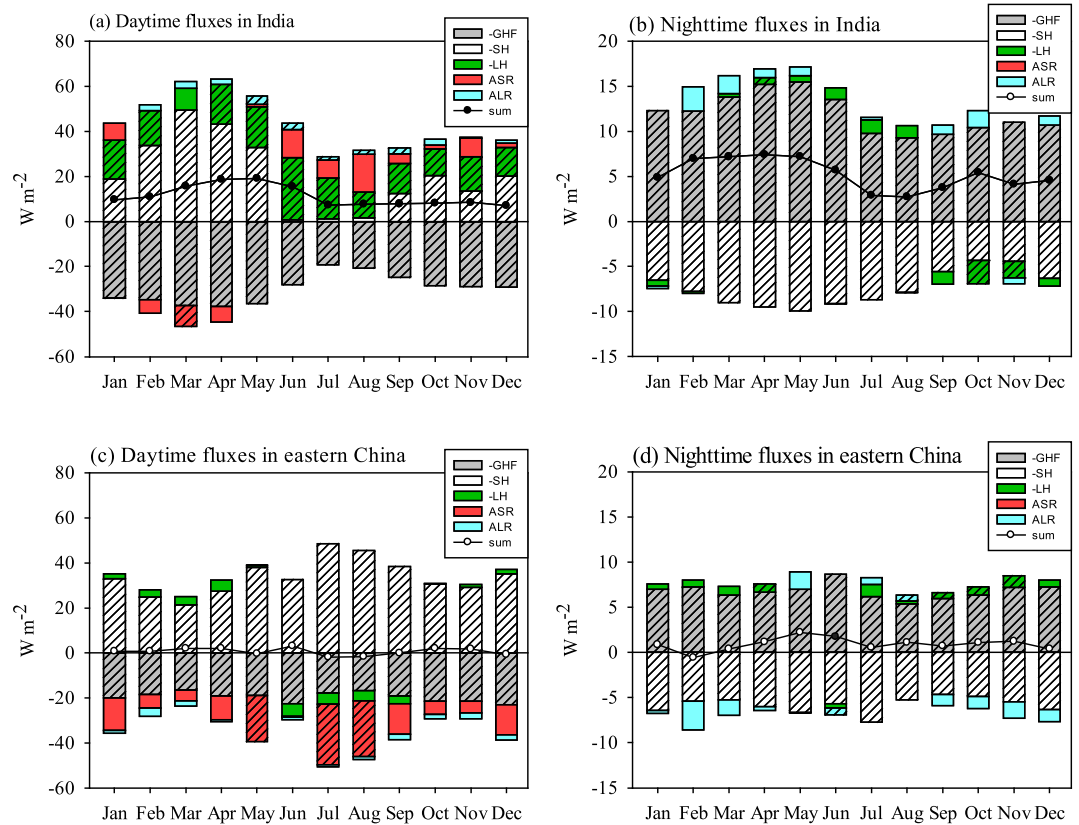 (a) Daytime fluxes in India
-GHF
-SH
-LH
ASR
ALR
sum
80
60
40
20
0
-20
-40
-60
W m-2
Jan Feb Mar Apr May Jun Jul Aug Sep Oct Nov Dec
(b) Nighttime fluxes in India
-GHF
-SH
-LH
ASR
ALR
sum
20
15
10
5
0
-5
-10
-15
W m-2
Jan Feb Mar Apr May Jun Jul Aug Sep Oct Nov Dec
(c) Daytime fluxes in eastern China
-GHF
-SH
-LH
ASR
ALR
sum
80
60
40
20
0
-20
-40
-60
W m-2
Jan Feb Mar Apr May Jun Jul Aug Sep Oct Nov Dec
(d) Nighttime fluxes in eastern China
-GHF
-SH
-LH
ASR
ALR
sum
20
15
10
5
0
-5
-10
-15
W m-2
Jan Feb Mar Apr May Jun Jul Aug Sep Oct Nov Dec